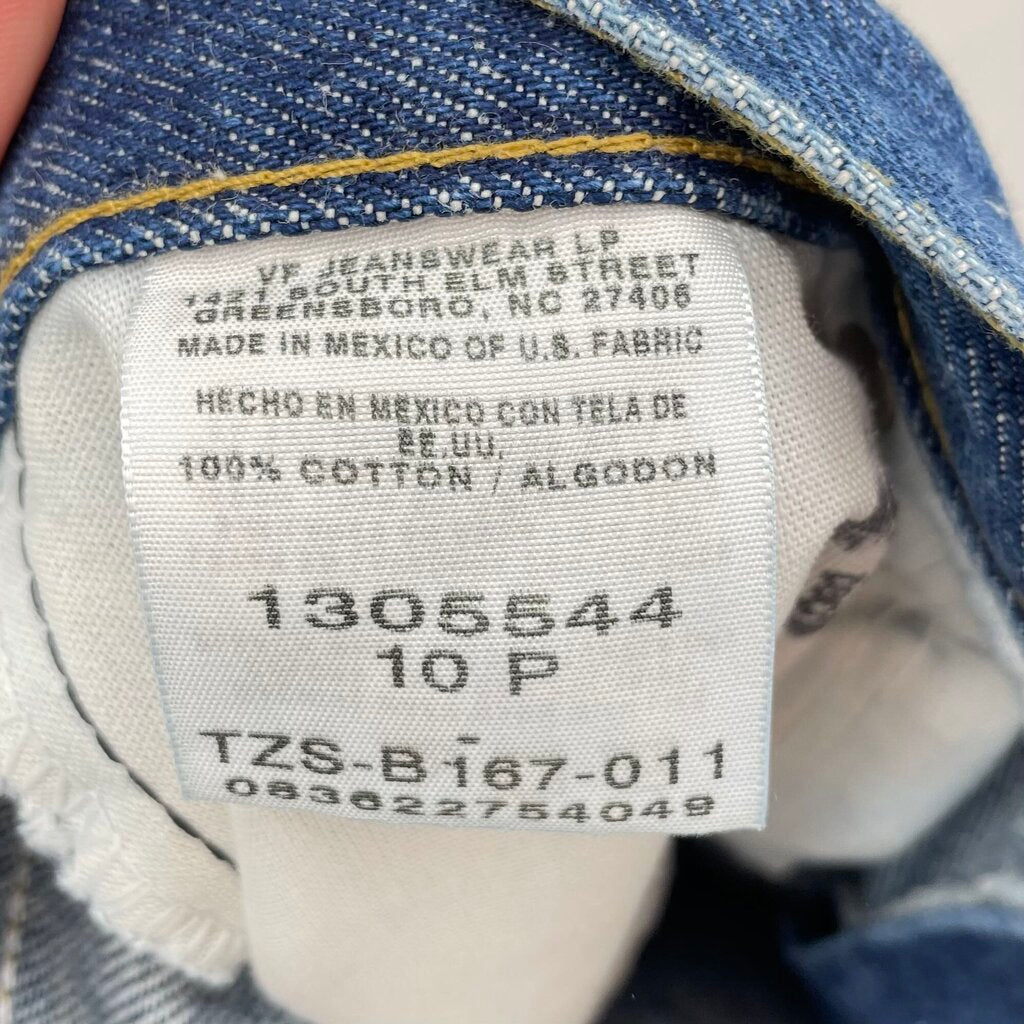 VF JEANSWEAR LP
1421 SOUTH ELM STREET
GREENSBORO, NC 27406
MADE IN MEXICO OF U.S. FABRIC
HECHO EN MEXICO CON TELA DE
EE.UU.
100% COTTON / ALGODON
1305544
10 P
TZS-B167-011
083622754049